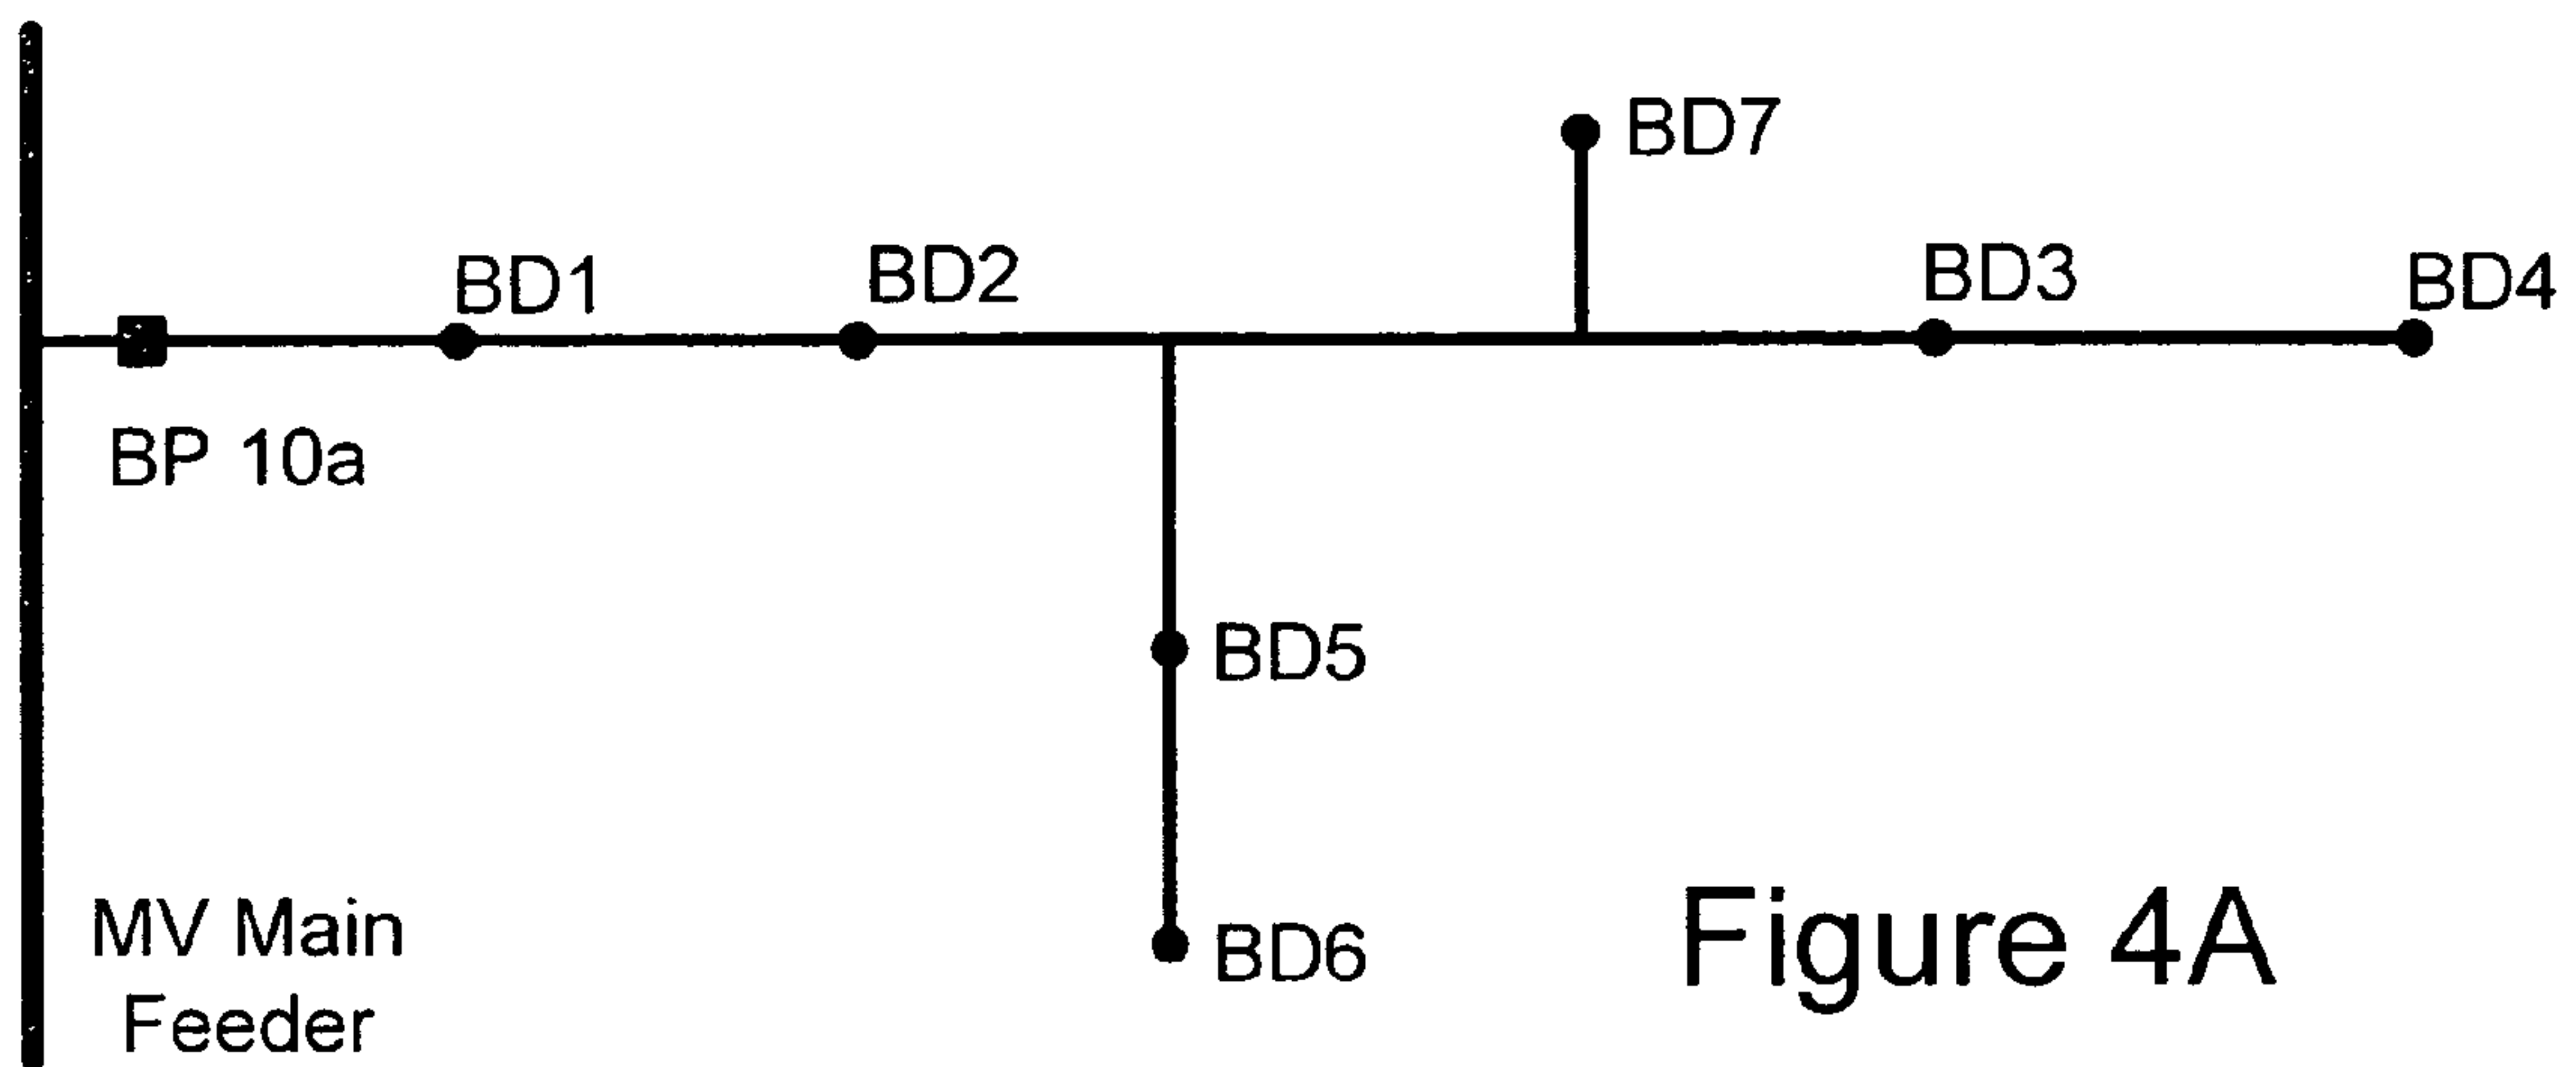 BD7
BD1
BD2
BD3
BD4
BP 10a
BD5
BD6
MV Main
Feeder
Figure 4A